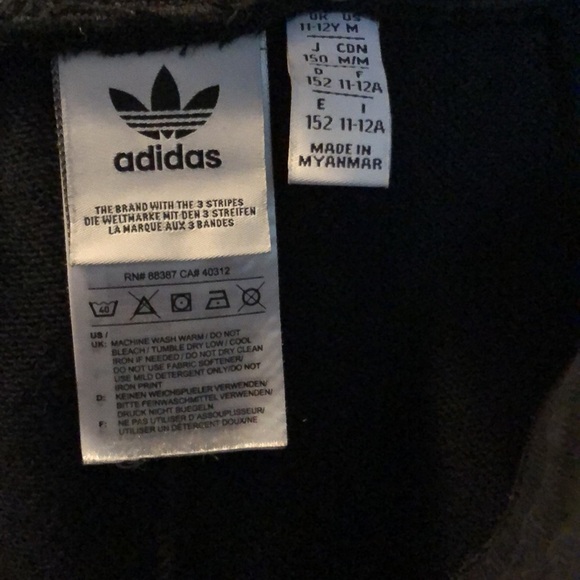 adidas
THE BRAND WITH THE 3 STRIPES
DIE WELTMARKE MIT DEN 3 STREIFEN
LA MARQUE AUX 3 BANDES
RN# 88387 CA# 40312
40
US /
UK: MACHINE WASH WARM / DO NOT
BLEACH / TUMBLE DRY LOW / COOL
IRON IF NEEDED / DO NOT DRY CLEAN
DO NOT USE FABRIC SOFTENER/
USE MILD DETERGENT ONLY/DO NOT
IRON PRINT
D: KEINEN WEICHSPUELER VERWENDEN/
BITTE FEINWASCHMITTEL VERWENDEN/
DRUCK NICHT BUEGELN
F: NE PAS UTILISER D'ASSOUPLISSEUR/
UTILISER UNIQUEMENT DETERGENT DOUX/NE
UK US
11-12Y M
J CDN
150 M/M
D F
152 11-12A
E I
152 11-12A
MADE IN
MYANMAR